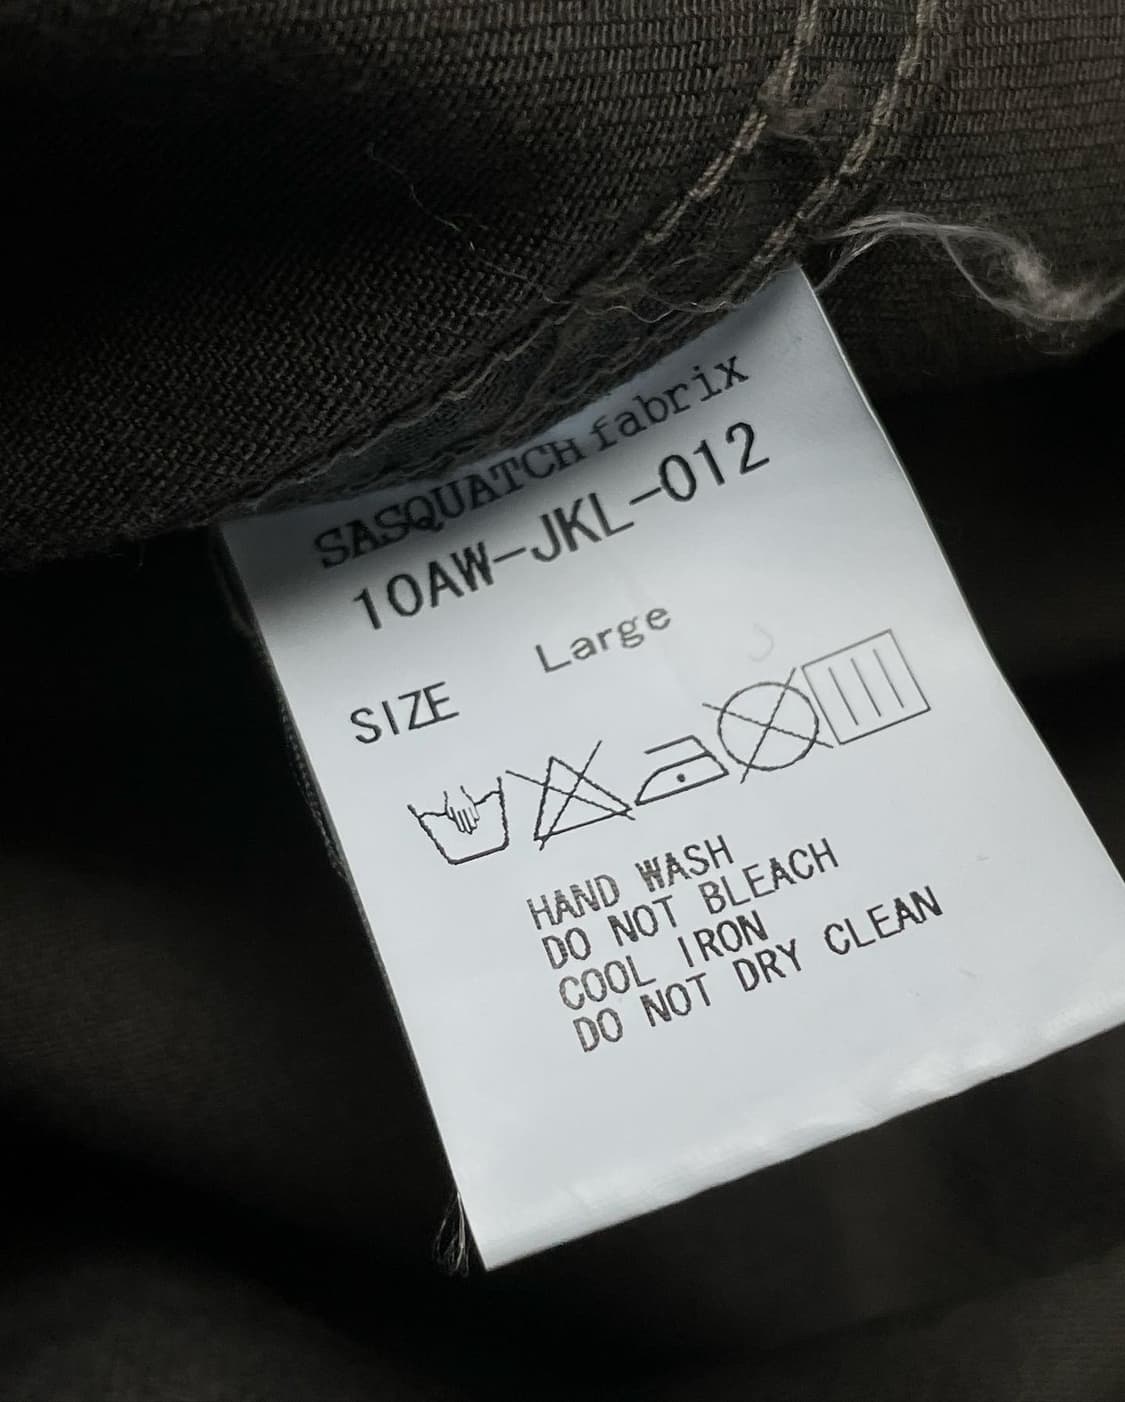 SASQUATCH fabrix
10AW-JKL-012
SIZE Large
HAND WASH
DO NOT BLEACH
COOL IRON
DO NOT DRY CLEAN